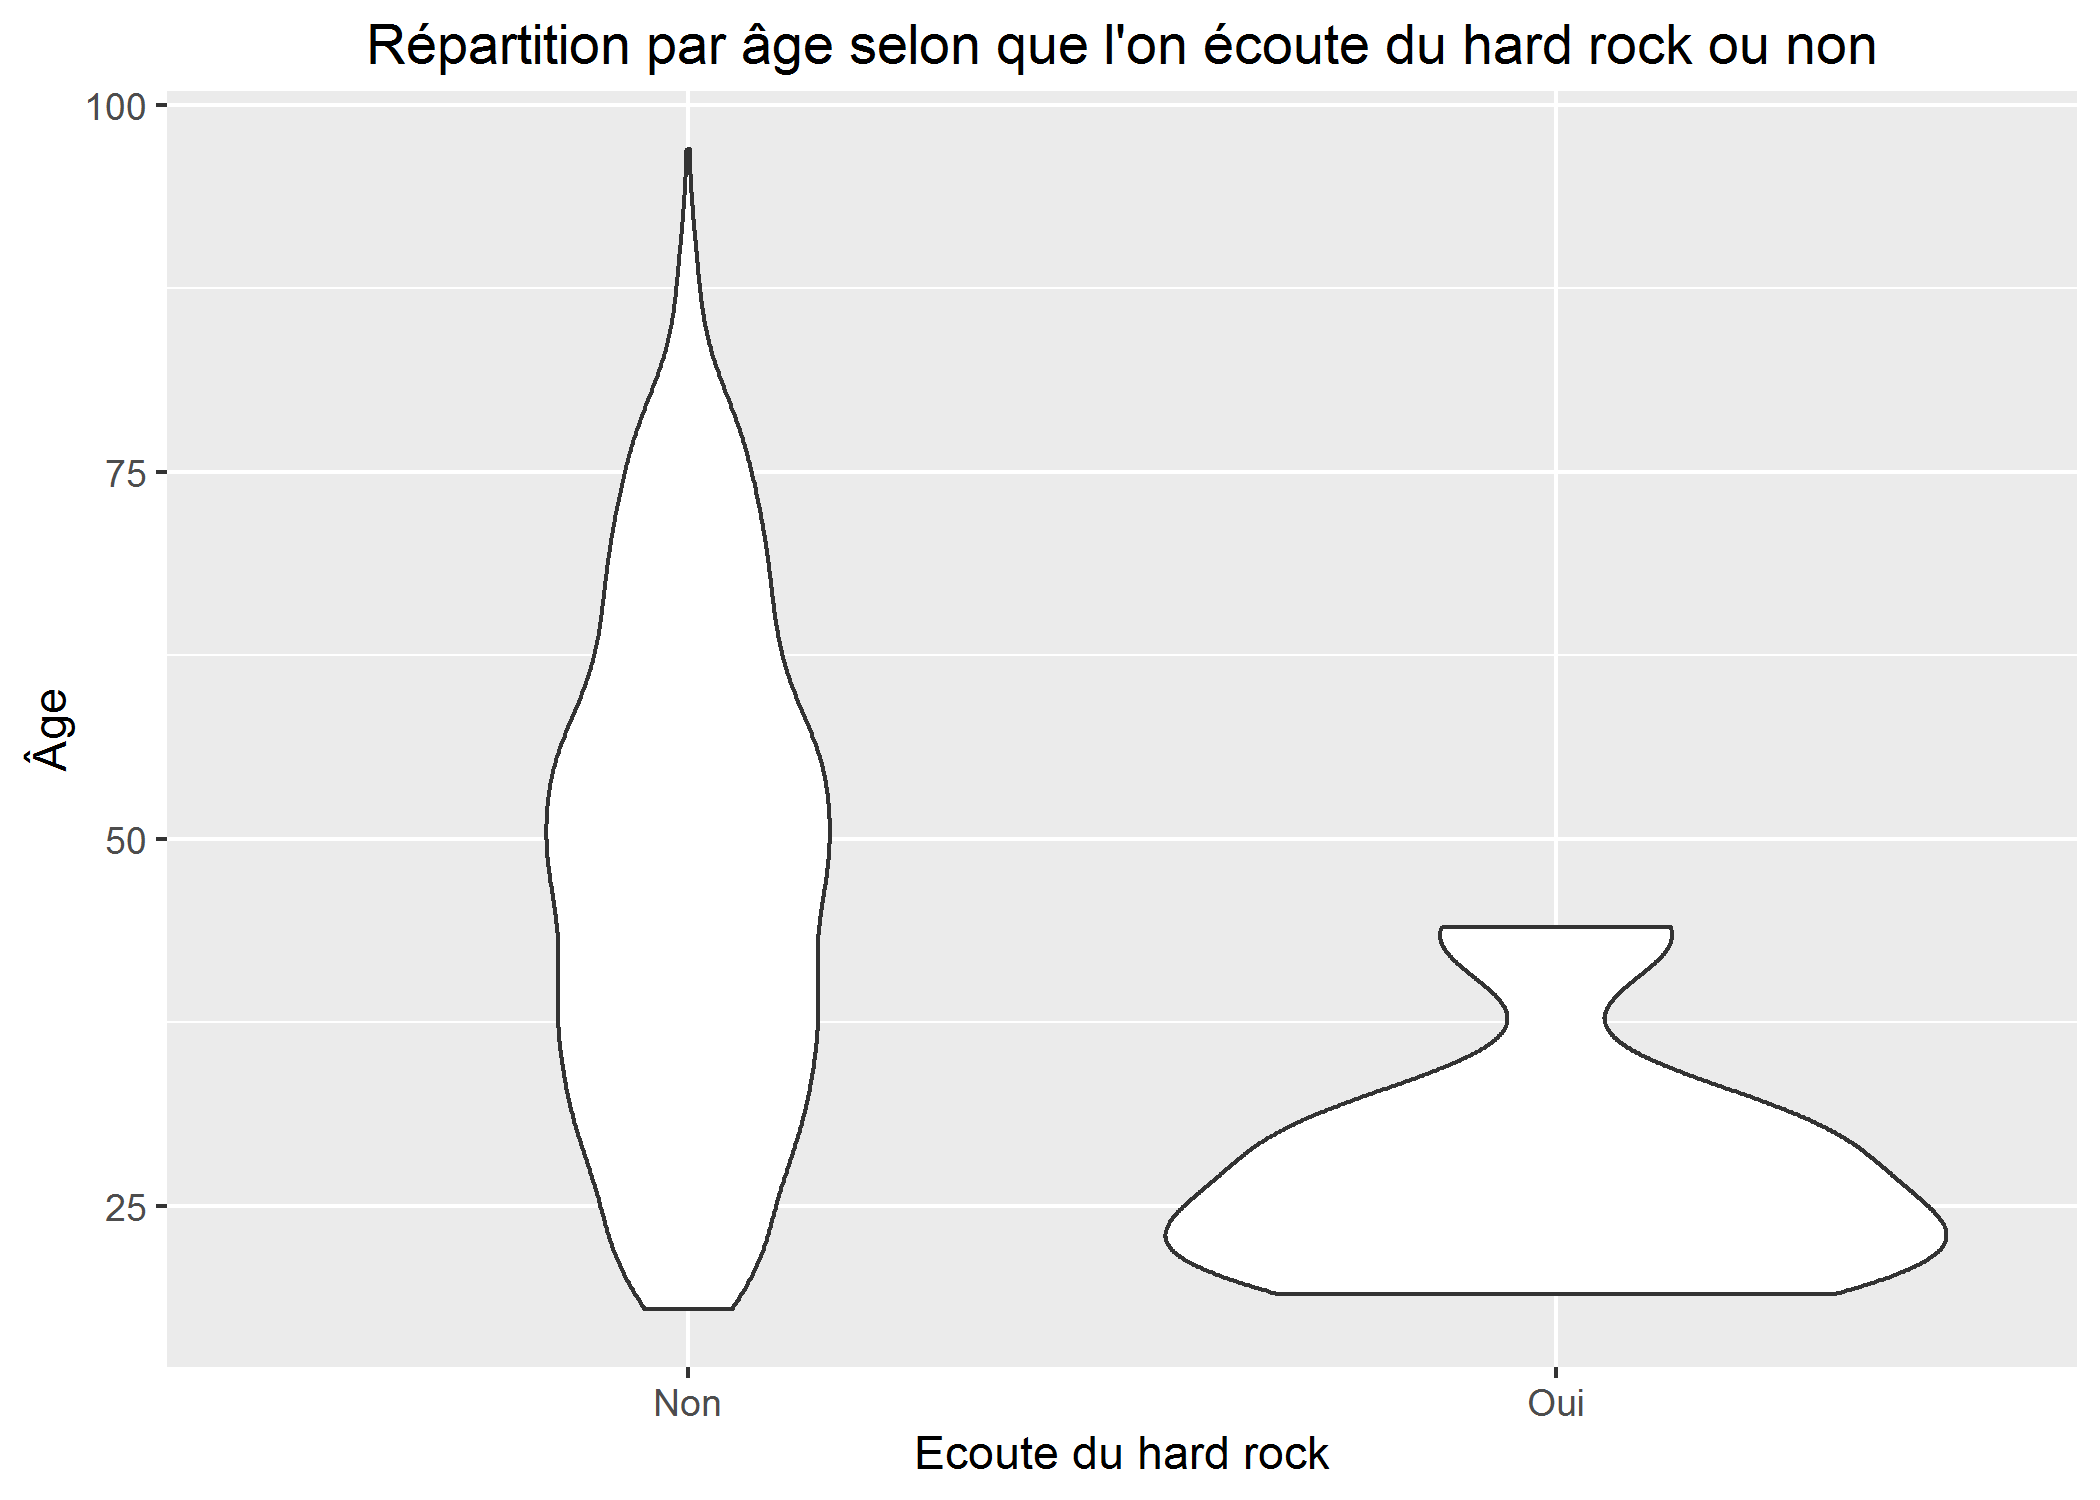 Répartition par âge selon que l'on écoute du hard rock ou non
100
75
50
25
Âge
Non
Oui
Ecoute du hard rock